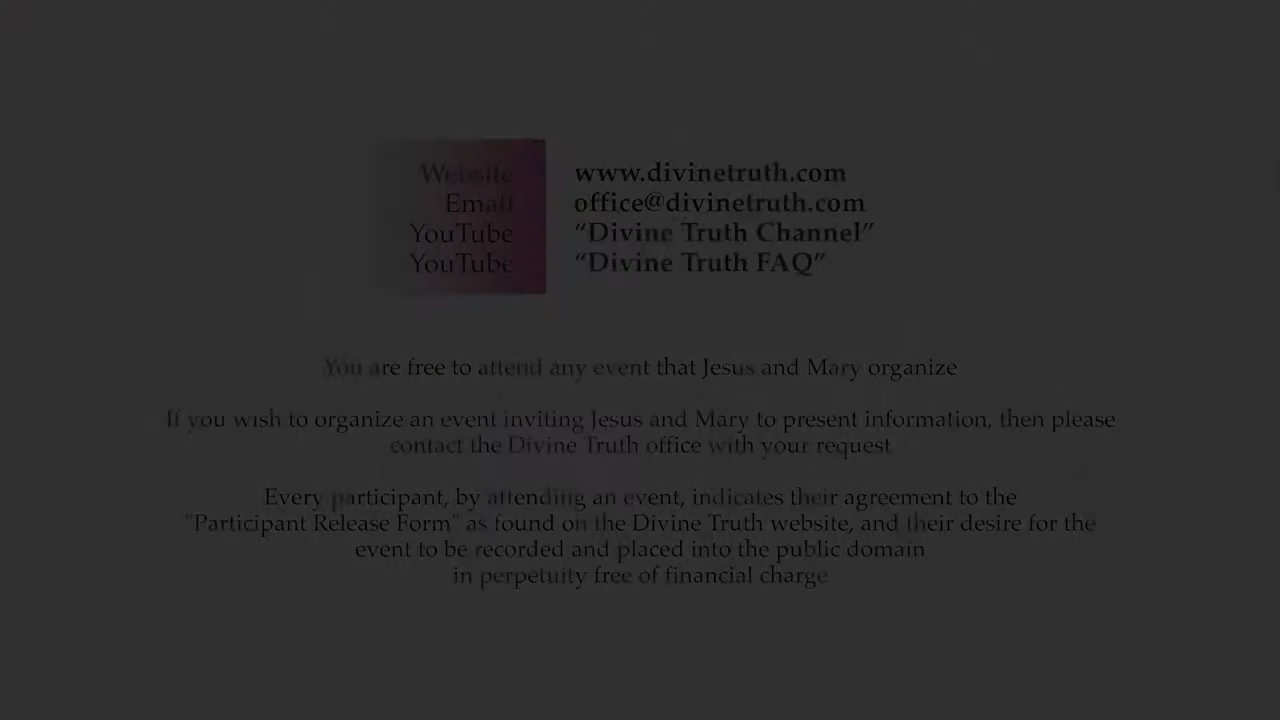 Website www.divinetruth.com
Email office@divinetruth.com
YouTube “Divine Truth Channel”
YouTube “Divine Truth FAQ”
You are free to attend any event that Jesus and Mary organize
If you wish to organize an event inviting Jesus and Mary to present information, then please
contact the Divine Truth office with your request
Every participant, by attending an event, indicates their agreement to the
"Participant Release Form" as found on the Divine Truth website, and their desire for the
event to be recorded and placed into the public domain
in perpetuity free of financial charge